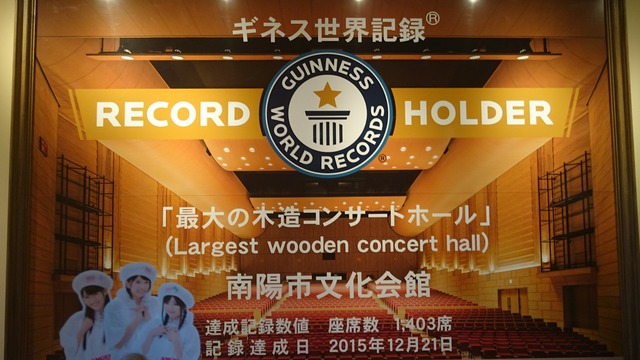 ギネス世界記録®
GUINNESS
WORLD RECORDS
®
RECORD HOLDER
「最大の木造コンサートホール」
(Largest wooden concert hall)
南陽市文化会館
達成記録数値 座席数 1,403席
記録達成日 2015年12月21日